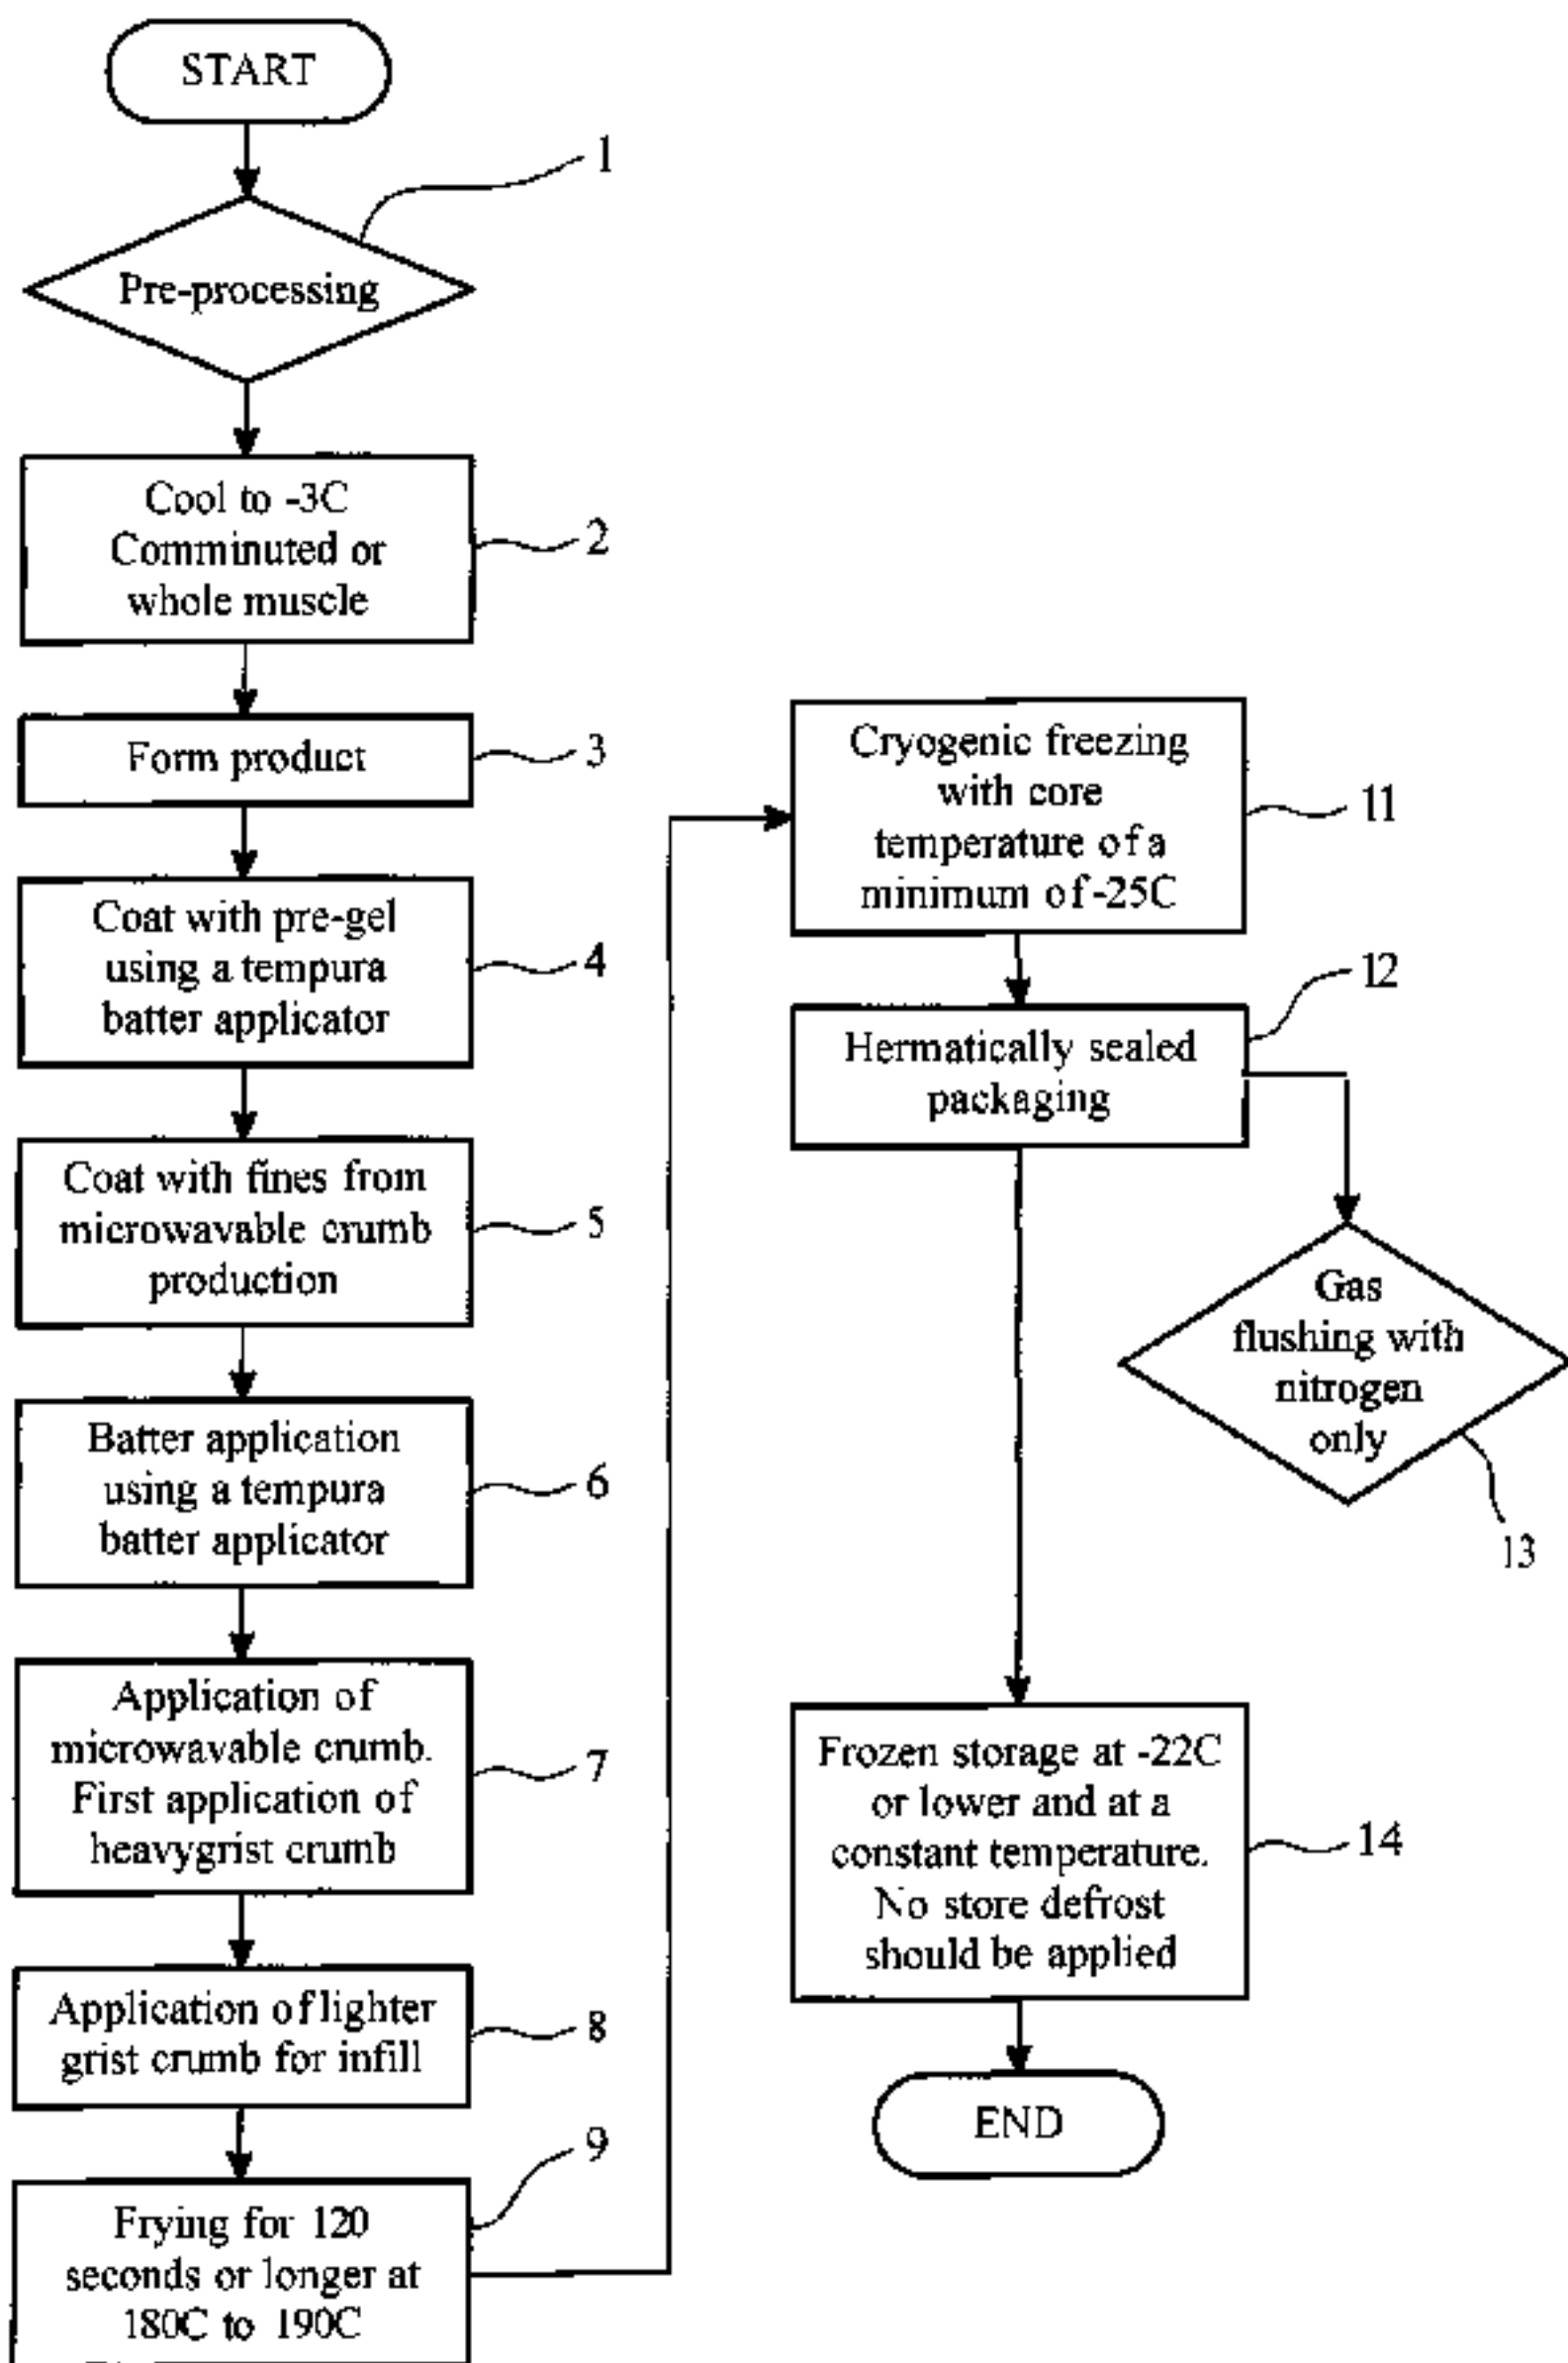 START
1
Pre-processing
Cool to -3C
Comminuted or
whole muscle
2
Form product
3
Coat with pre-gel
using a tempura
batter applicator
4
Coat with fines from
microwavable crumb
production
5
Batter application
using a tempura
batter applicator
6
Application of
microwavable crumb.
First application of
heavygrist crumb
7
Application of lighter
grist crumb for infill
8
Frying for 120
seconds or longer at
180C to 190C
9
Cryogenic freezing
with core
temperature of a
minimum of -25C
11
Hermatically sealed
packaging
12
Gas
flushing with
nitrogen
only
13
Frozen storage at -22C
or lower and at a
constant temperature.
No store defrost
should be applied
14
END